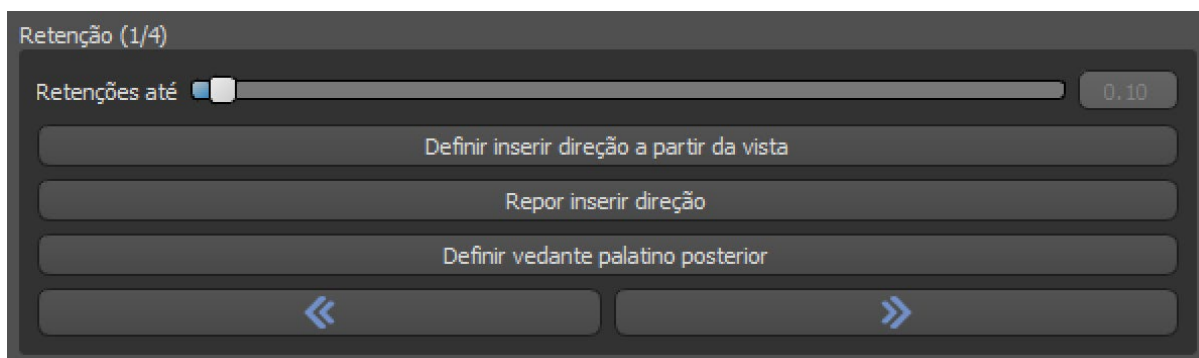 Retenção (1/4)
Retenções até 0.10
Definir inserir direção a partir da vista
Repor inserir direção
Definir vedante palatino posterior